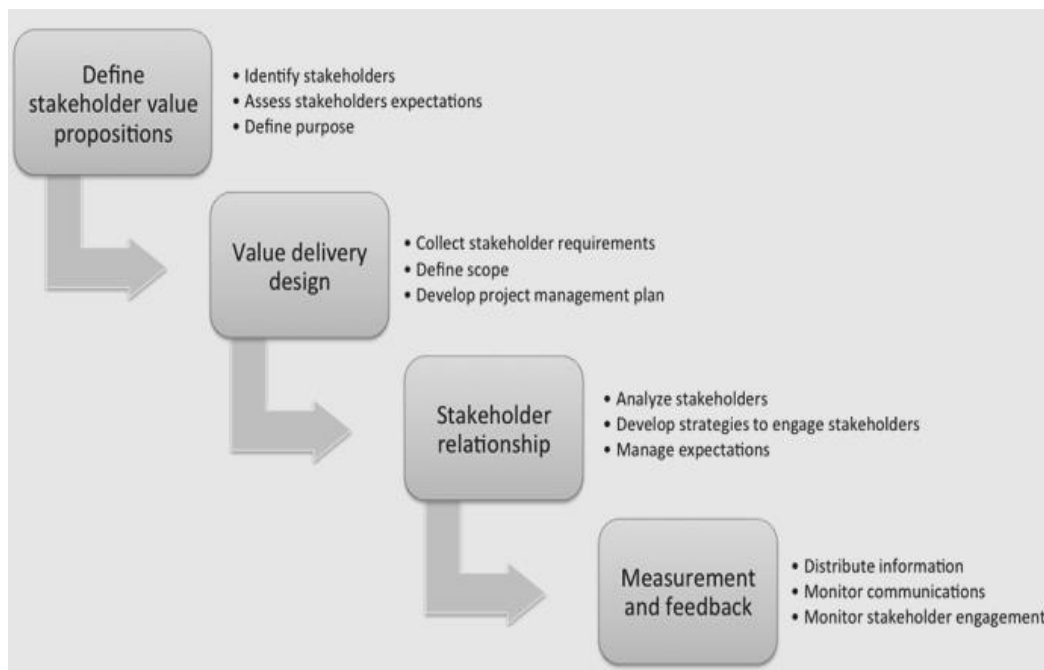 Define
stakeholder value
propositions
• Identify stakeholders
• Assess stakeholders expectations
• Define purpose
Value delivery
design
• Collect stakeholder requirements
• Define scope
• Develop project management plan
Stakeholder
relationship
• Analyze stakeholders
• Develop strategies to engage stakeholders
• Manage expectations
Measurement
and feedback
• Distribute information
• Monitor communications
• Monitor stakeholder engagement